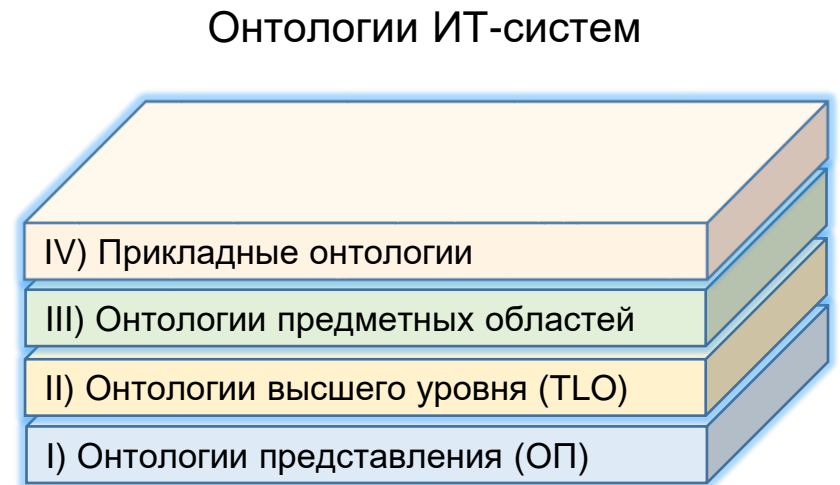 Онтологии ИТ-систем
IV) Прикладные онтологии
III) Онтологии предметных областей
II) Онтологии высшего уровня (TLO)
I) Онтологии представления (ОП)